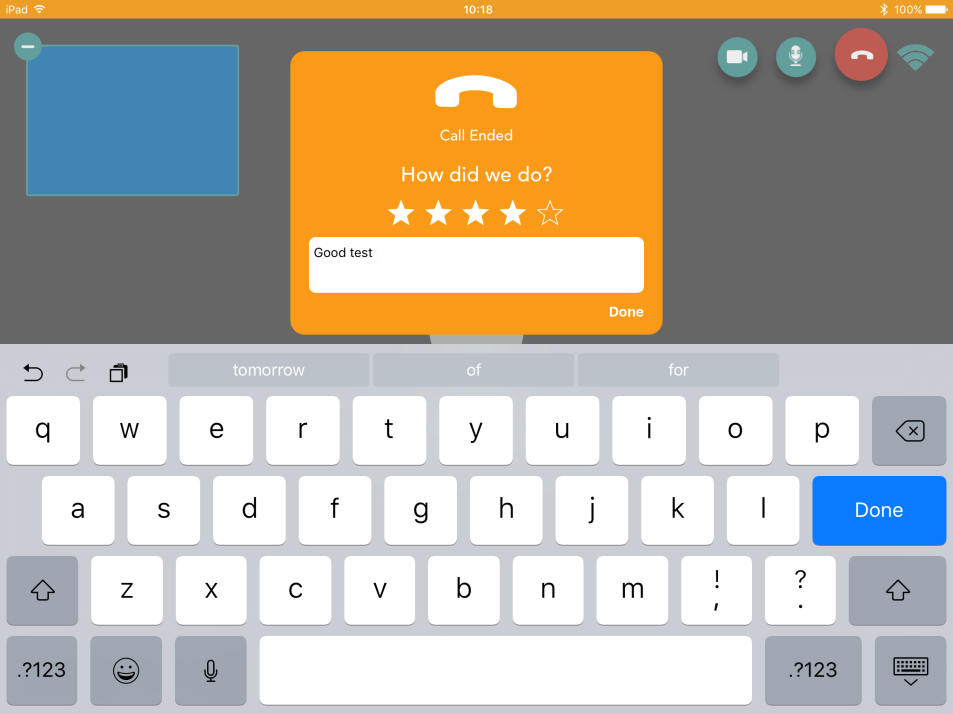 iPad 10:18 100%
Call Ended
How did we do?
Good test
Done
tomorrow of for
q w e r t y u i o p
a s d f g h j k l Done
z x c v b n m ! , ? .
.?123 .?123